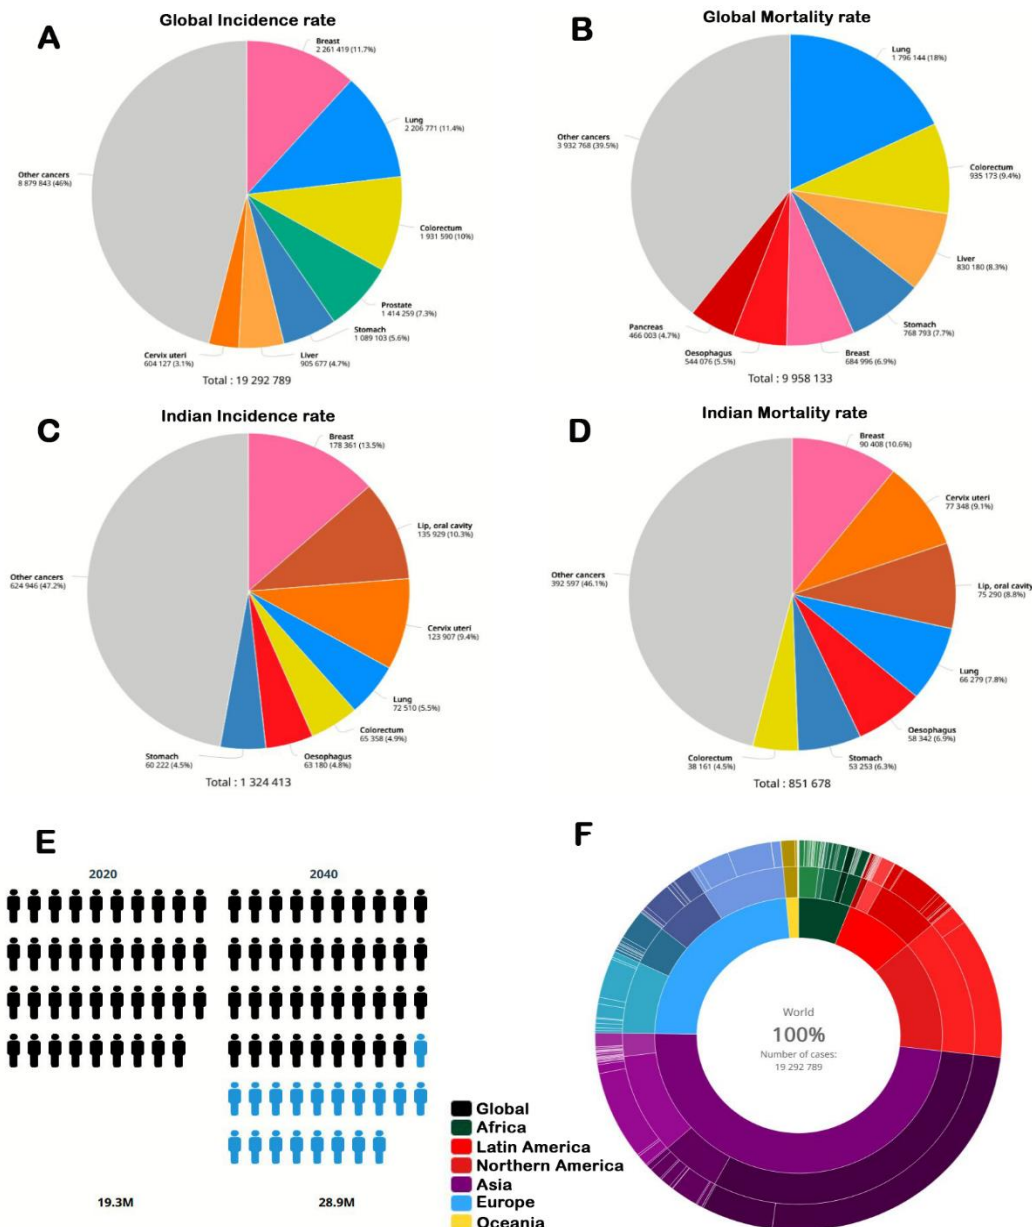 A
Global Incidence rate
Breast
2 261 419 (11.7%)
Lung
2 206 771 (11.4%)
Colorectum
1 931 590 (10%)
Prostate
1 414 259 (7.3%)
Stomach
1 089 103 (5.6%)
Liver
905 677 (4.7%)
Cervix uteri
604 127 (3.1%)
Other cancers
8 879 843 (46%)
Total : 19 292 789
B
Global Mortality rate
Lung
1 796 144 (18%)
Colorectum
935 173 (9.4%)
Liver
830 180 (8.3%)
Stomach
768 793 (7.7%)
Breast
684 996 (6.9%)
Oesophagus
544 076 (5.5%)
Pancreas
466 003 (4.7%)
Other cancers
3 932 768 (39.5%)
Total : 9 958 133
C
Indian Incidence rate
Breast
178 361 (13.5%)
Lip, oral cavity
135 929 (10.3%)
Cervix uteri
123 907 (9.4%)
Lung
72 510 (5.5%)
Colorectum
65 358 (4.9%)
Oesophagus
63 180 (4.8%)
Stomach
60 222 (4.5%)
Other cancers
624 946 (47.2%)
Total : 1 324 413
D
Indian Mortality rate
Breast
90 408 (10.6%)
Cervix uteri
77 348 (9.1%)
Lip, oral cavity
75 290 (8.8%)
Lung
66 279 (7.8%)
Oesophagus
58 342 (6.9%)
Stomach
53 253 (6.3%)
Colorectum
38 161 (4.5%)
Other cancers
392 597 (46.1%)
Total : 851 678
E
2020
2040
19.3M
28.9M
Global
Africa
Latin America
Northern America
Asia
Europe
Oceania
F
World
100%
Number of cases:
19 292 789